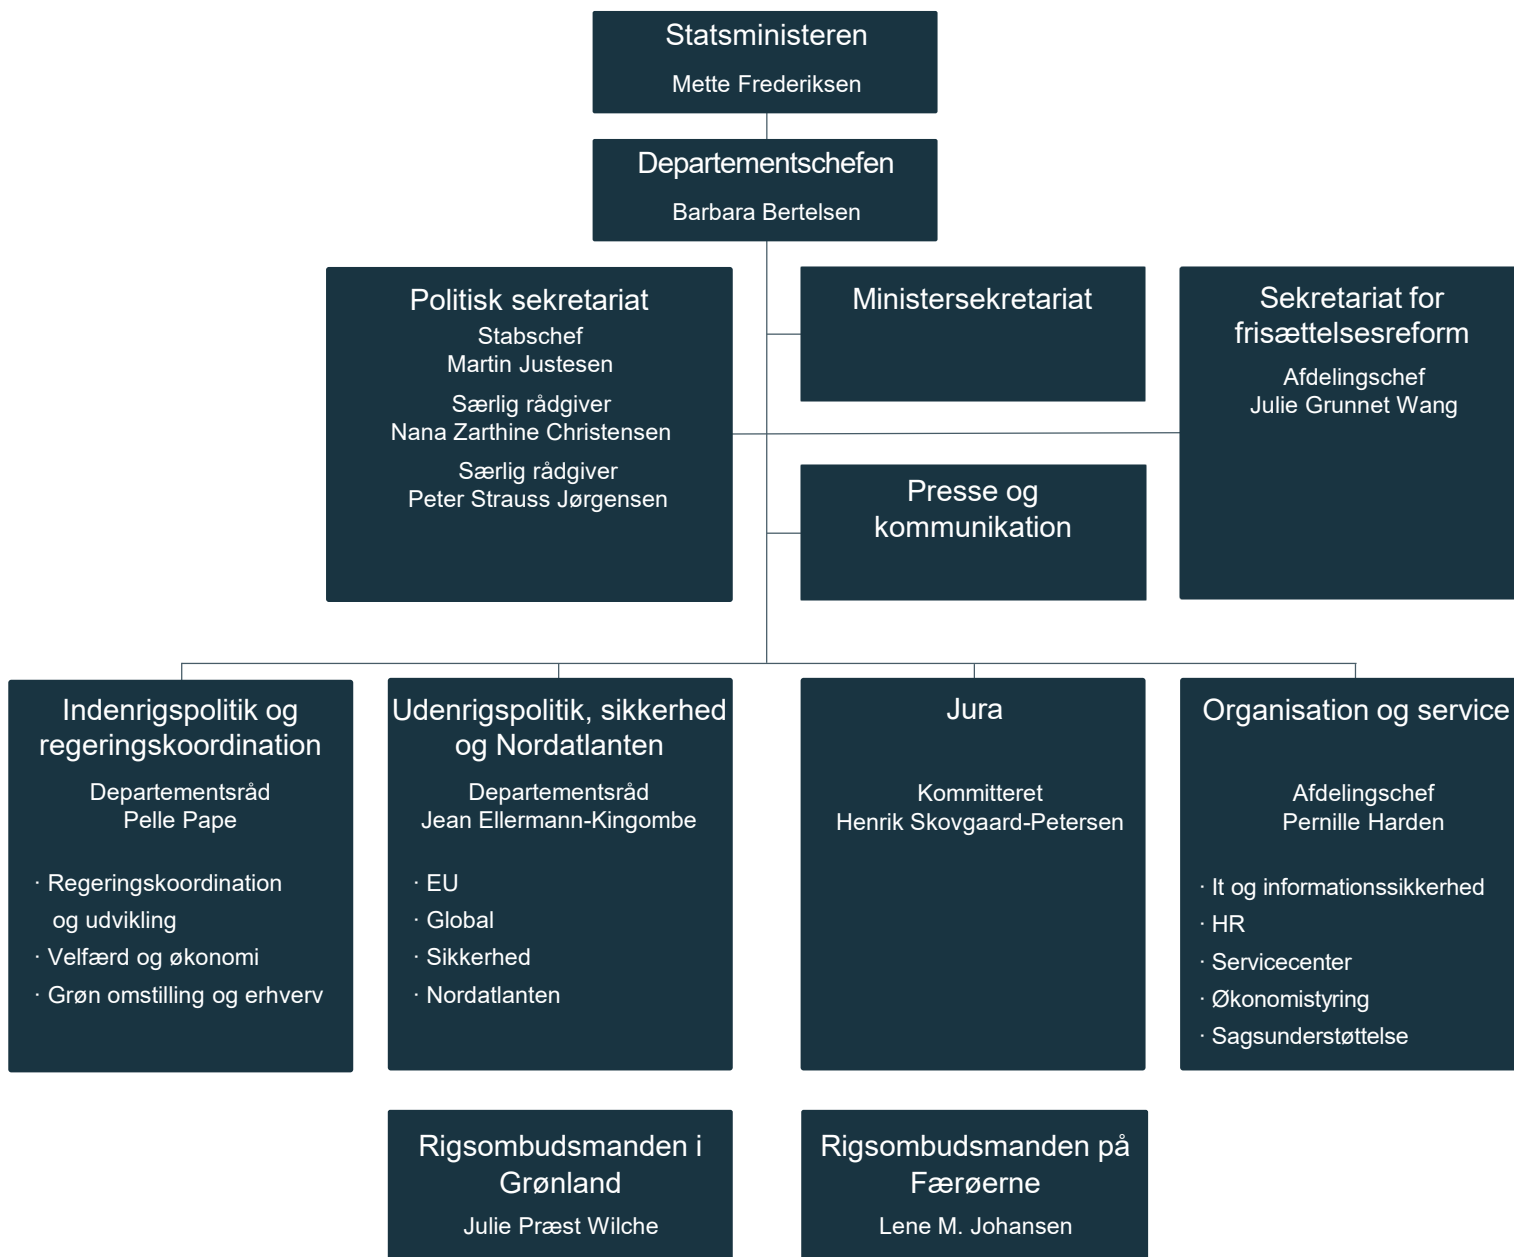 Statsministeren
Mette Frederiksen
Departementschefen
Barbara Bertelsen
Politisk sekretariat
Stabschef
Martin Justesen
Særlig rådgiver
Nana Zarthine Christensen
Særlig rådgiver
Peter Strauss Jørgensen
Ministersekretariat
Presse og
kommunikation
Sekretariat for
frisættelsesreform
Afdelingschef
Julie Grunnet Wang
Indenrigspolitik og
regeringskoordination
Departementsråd
Pelle Pape
· Regeringskoordination
og udvikling
· Velfærd og økonomi
· Grøn omstilling og erhverv
Udenrigspolitik, sikkerhed
og Nordatlanten
Departementsråd
Jean Ellermann-Kingombe
· EU
· Global
· Sikkerhed
· Nordatlanten
Jura
Kommitteret
Henrik Skovgaard-Petersen
Organisation og service
Afdelingschef
Pernille Harden
· It og informationssikkerhed
· HR
· Servicecenter
· Økonomistyring
· Sagsunderstøttelse
Rigsombudsmanden i
Grønland
Julie Præst Wilche
Rigsombudsmanden på
Færøerne
Lene M. Johansen